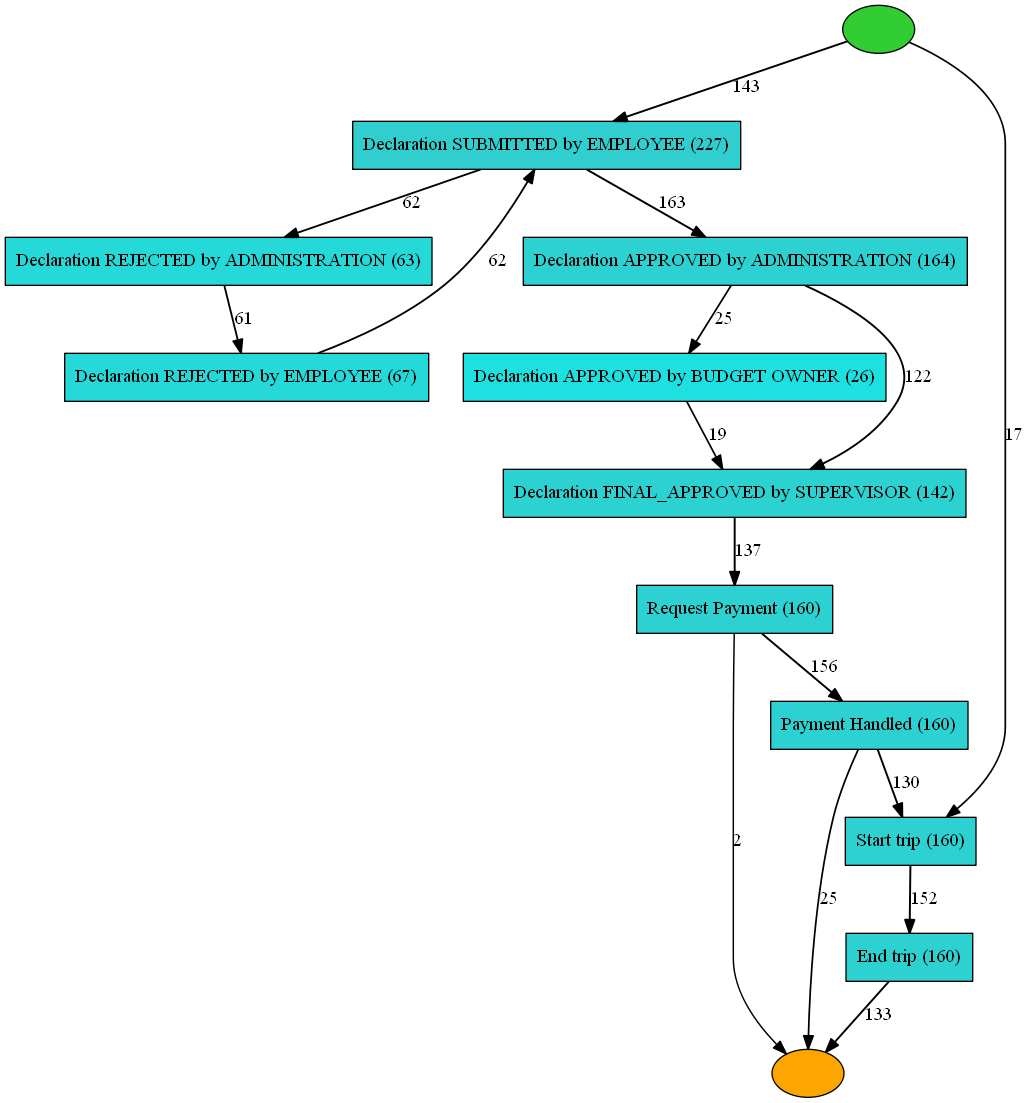 143
Declaration SUBMITTED by EMPLOYEE (227)
62
163
Declaration REJECTED by ADMINISTRATION (63)
Declaration APPROVED by ADMINISTRATION (164)
61
62
25
122
Declaration REJECTED by EMPLOYEE (67)
Declaration APPROVED by BUDGET OWNER (26)
19
17
Declaration FINAL_APPROVED by SUPERVISOR (142)
137
Request Payment (160)
156
Payment Handled (160)
130
2
Start trip (160)
25
152
End trip (160)
133